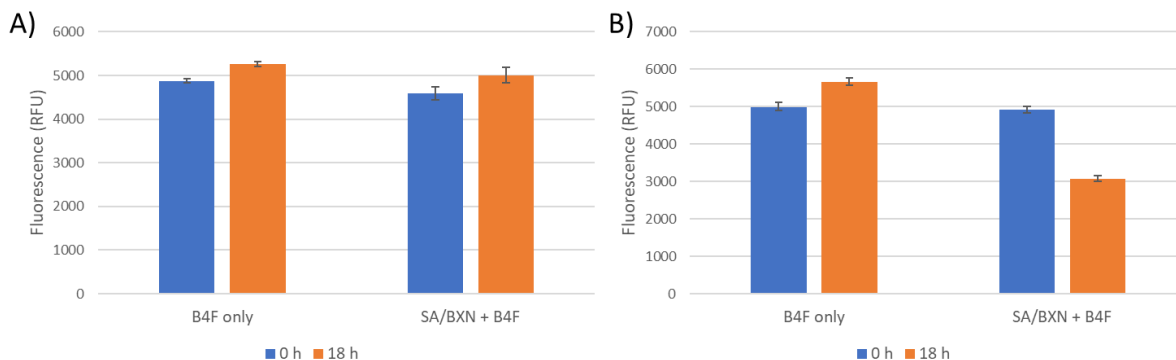 A)
Fluorescence (RFU)
6000
5000
4000
3000
2000
1000
0
B4F only
SA/BXN + B4F
0 h
18 h
B)
Fluorescence (RFU)
7000
6000
5000
4000
3000
2000
1000
0
B4F only
SA/BXN + B4F
0 h
18 h